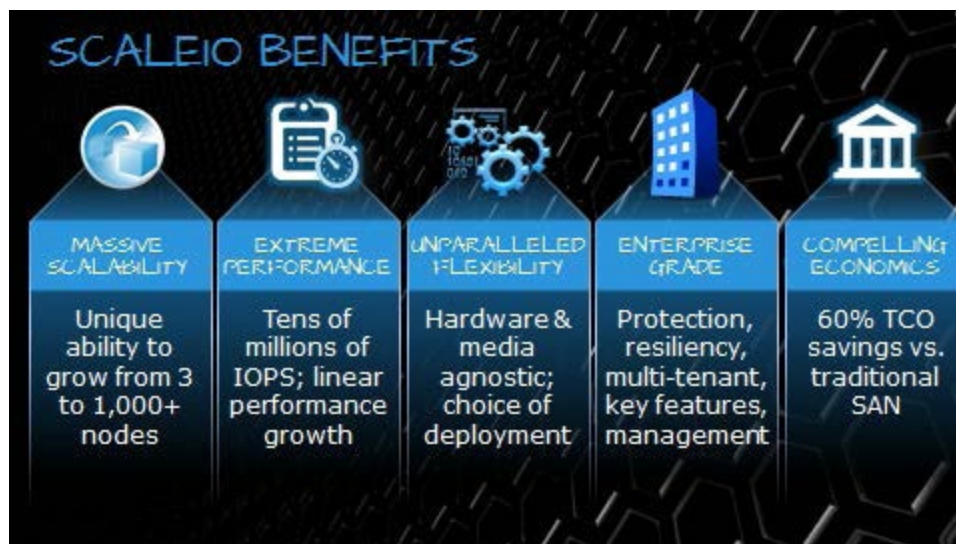 SCALEIO BENEFITS
MASSIVE
SCALABILITY
Unique
ability to
grow from 3
to 1,000+
nodes
EXTREME
PERFORMANCE
Tens of
millions of
IOPS; linear
performance
growth
UNPARALLELED
FLEXIBILITY
Hardware &
media
agnostic;
choice of
deployment
ENTERPRISE
GRADE
Protection,
resiliency,
multi-tenant,
key features,
management
COMPELLING
ECONOMICS
60% TCO
savings vs.
traditional
SAN